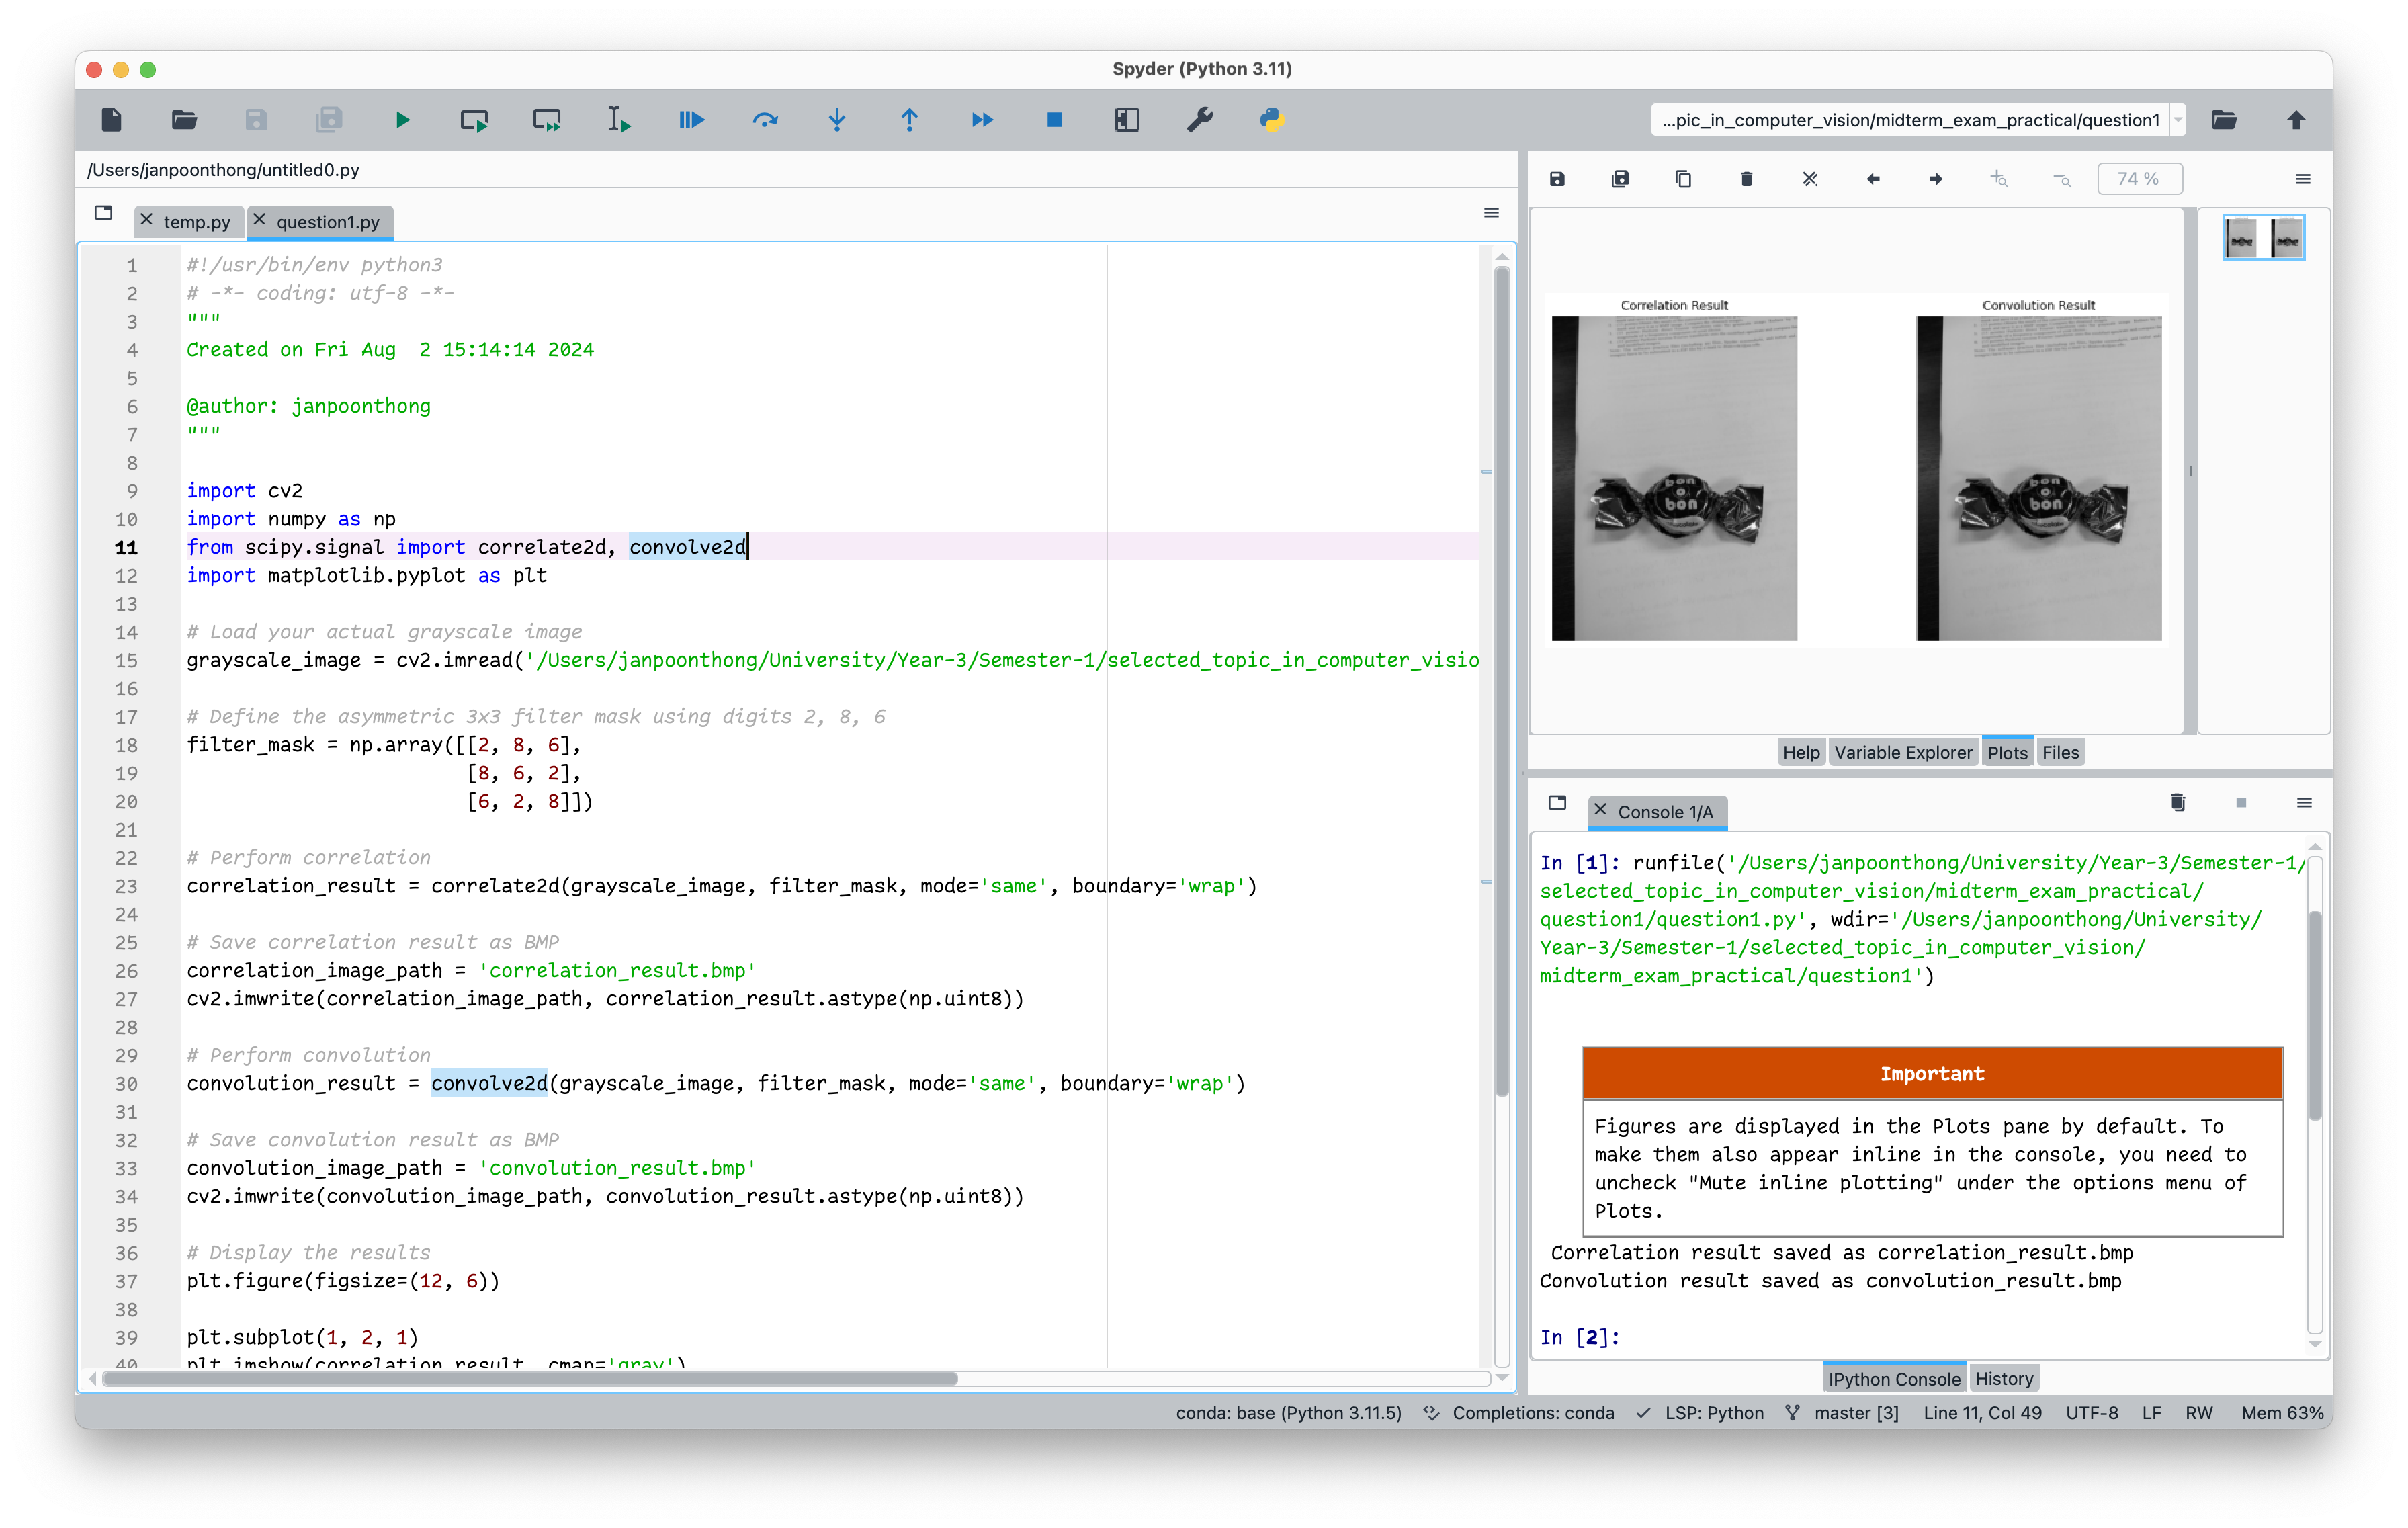 Spyder (Python 3.11)
...pic_in_computer_vision/midterm_exam_practical/question1
/Users/janpoonthong/untitled0.py
temp.py
question1.py
1 #!/usr/bin/env python3
2 # -*- coding: utf-8 -*-
3 """
4 Created on Fri Aug  2 15:14:14 2024
5
6 @author: janpoonthong
7 """
8
9 import cv2
10 import numpy as np
11 from scipy.signal import correlate2d, convolve2d
12 import matplotlib.pyplot as plt
13
14 # Load your actual grayscale image
15 grayscale_image = cv2.imread('/Users/janpoonthong/University/Year-3/Semester-1/selected_topic_in_computer_visio
16
17 # Define the asymmetric 3x3 filter mask using digits 2, 8, 6
18 filter_mask = np.array([[2, 8, 6],
19                         [8, 6, 2],
20                         [6, 2, 8]])
21
22 # Perform correlation
23 correlation_result = correlate2d(grayscale_image, filter_mask, mode='same', boundary='wrap')
24
25 # Save correlation result as BMP
26 correlation_image_path = 'correlation_result.bmp'
27 cv2.imwrite(correlation_image_path, correlation_result.astype(np.uint8))
28
29 # Perform convolution
30 convolution_result = convolve2d(grayscale_image, filter_mask, mode='same', boundary='wrap')
31
32 # Save convolution result as BMP
33 convolution_image_path = 'convolution_result.bmp'
34 cv2.imwrite(convolution_image_path, convolution_result.astype(np.uint8))
35
36 # Display the results
37 plt.figure(figsize=(12, 6))
38
39 plt.subplot(1, 2, 1)
40 plt.imshow(correlation_result, cmap='gray')
74 %
Correlation Result
Convolution Result
bon
o
bon
bon
o
bon
Help
Variable Explorer
Plots
Files
Console 1/A
In [1]: runfile('/Users/janpoonthong/University/Year-3/Semester-1/
selected_topic_in_computer_vision/midterm_exam_practical/
question1/question1.py', wdir='/Users/janpoonthong/University/
Year-3/Semester-1/selected_topic_in_computer_vision/
midterm_exam_practical/question1')
Important
Figures are displayed in the Plots pane by default. To
make them also appear inline in the console, you need to
uncheck "Mute inline plotting" under the options menu of
Plots.
Correlation result saved as correlation_result.bmp
Convolution result saved as convolution_result.bmp
In [2]:
IPython Console
History
conda: base (Python 3.11.5)
Completions: conda
LSP: Python
master [3]
Line 11, Col 49
UTF-8
LF
RW
Mem 63%